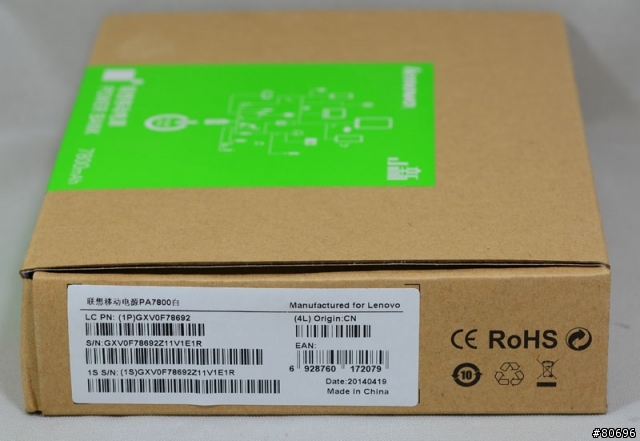 lenovo
POWER BANK
7800mAh
联想移动电源PA7800白
Manufactured for Lenovo
LC PN: (1P)GXV0F78692
(4L) Origin:CN
S/N:GXV0F78692Z11V1E1R
EAN:
6 928760 172079
1S S/N:(1S)GXV0F78692Z11V1E1R
Date:20140419
Made in China
CE RoHS
10
#80696